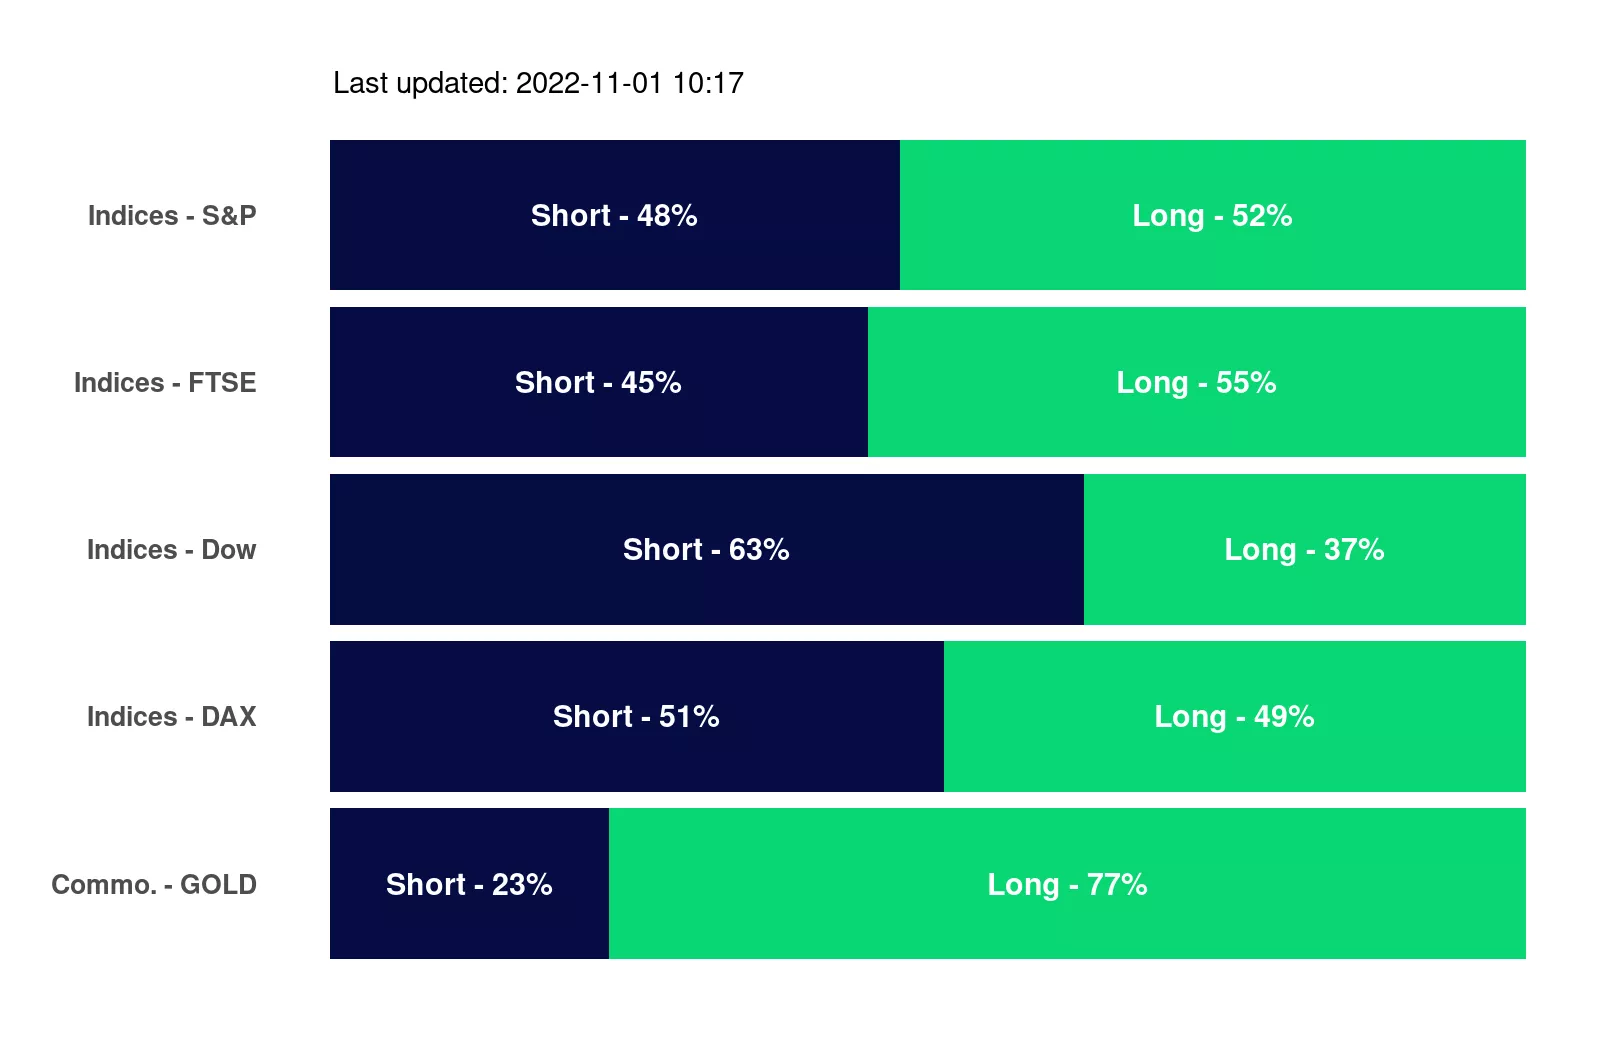 Last updated: 2022-11-01 10:17
Indices - S&P Short - 48% Long - 52%
Indices - FTSE Short - 45% Long - 55%
Indices - Dow Short - 63% Long - 37%
Indices - DAX Short - 51% Long - 49%
Commo. - GOLD Short - 23% Long - 77%